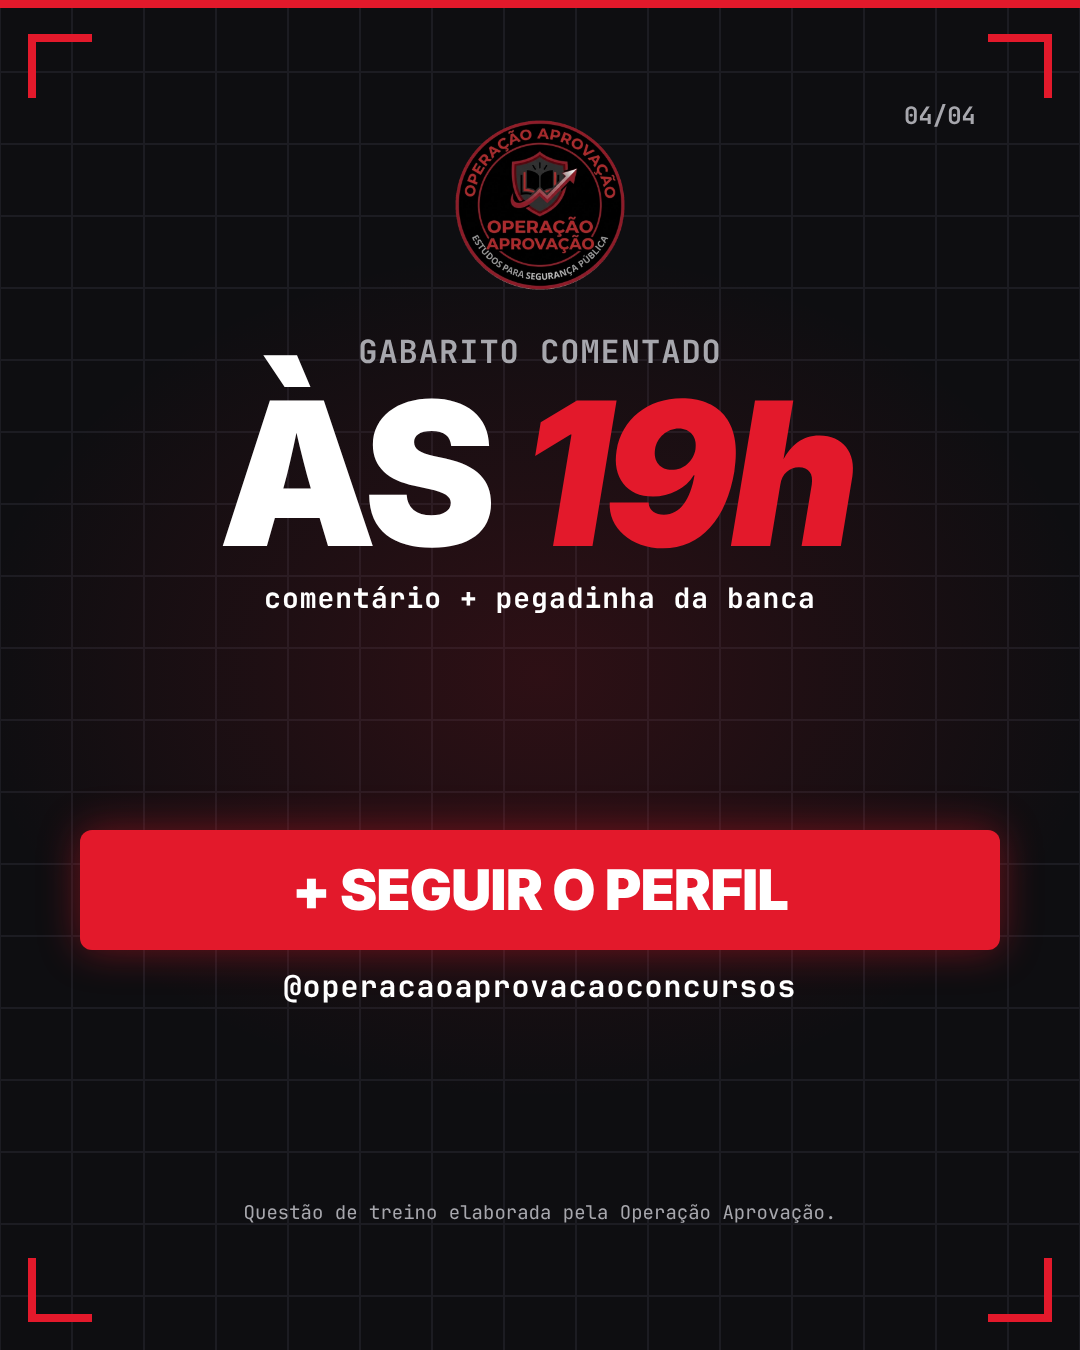 04/04
OPERAÇÃO APROVAÇÃO
OPERAÇÃO
APROVAÇÃO
ESTUDOS PARA SEGURANÇA PÚBLICA
GABARITO COMENTADO
ÀS 19h
comentário + pegadinha da banca
+ SEGUIR O PERFIL
@operacaoaprovacaoconcursos
Questão de treino elaborada pela Operação Aprovação.